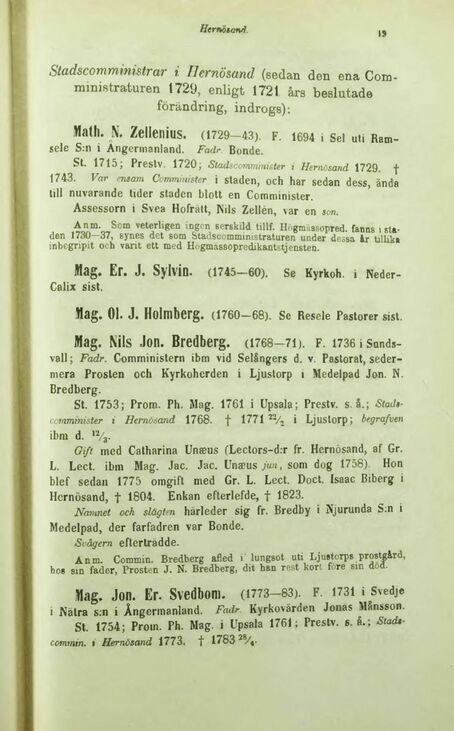 Hernösand. 19
Stadscomministrar i Hernösand (sedan den ena Com-
ministraturen 1729, enligt 1721 års beslutade
förändring, indrogs):
Math. N. Zellenius. (1729—43). F. 1694 i Sel uti Ram-
sele S:n i Ångermanland. Fadr. Bonde.
St. 1715; Prestv. 1720; Stadscomminister i Hernösand 1729. †
1743. Var ensam Comminister i staden, och har sedan dess, ända
till nuvarande tider staden blott en Comminister.
Assessorn i Svea Hofrätt, Nils Zellén, var en son.
Anm. Som veterligen ingen serskild tillf. Högmässopred. fanns i sta-
den 1730—37, synes det som Stadscomministraturen under dessa år tillika
inbegripit och varit ett med Högmässopredikantstjensten.
Mag. Er. J. Sylvin. (1745—60). Se Kyrkoh. i Neder-
Calix sist.
Mag. Ol. J. Holmberg. (1760—68). Se Resele Pastorer sist.
Mag. Nils Jon. Bredberg. (1768—71). F. 1736 i Sunds-
vall; Fadr. Comministern ibm vid Selångers d. v. Pastorat, seder-
mera Prosten och Kyrkoherden i Ljustorp i Medelpad Jon. N.
Bredberg.
St. 1753; Prom. Ph. Mag. 1761 i Upsala; Prestv. s. å.; Stads-
comminister i Hernösand 1768. † 1771 22/2 i Ljustorp; begrafven
ibm d. 12/3.
Gift med Catharina Unæus (Lectors-d:r fr. Hernösand, af Gr.
L. Lect. ibm Mag. Jac. Jac. Unæus jun, som dog 1758). Hon
blef sedan 1775 omgift med Gr. L. Lect. Doct. Isaac Biberg i
Hernösand, † 1804. Enkan efterlefde, † 1823.
Namnet och slägten härleder sig fr. Bredby i Njurunda S:n i
Medelpad, der farfadren var Bonde.
Svågern efterträdde.
Anm. Commin. Bredberg afled i lungsot uti Ljustorps prostgård,
hos sin fader, Prosten J. N. Bredberg, dit han rest kort före sin död.
Mag. Jon. Er. Svedbom. (1773—83). F. 1731 i Svedje
i Nätra s:n i Ångermanland. Fadr. Kyrkovärden Jonas Månsson.
St. 1754; Prom. Ph. Mag. i Upsala 1761; Prestv. s. å.; Stads-
commin. i Hernösand 1773. † 1783 28/4.